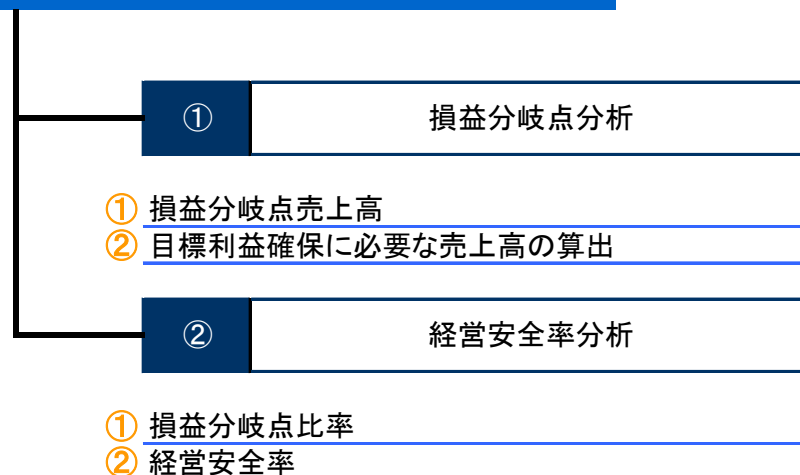 ① 損益分岐点分析
① 損益分岐点売上高
② 目標利益確保に必要な売上高の算出
② 経営安全率分析
① 損益分岐点比率
② 経営安全率